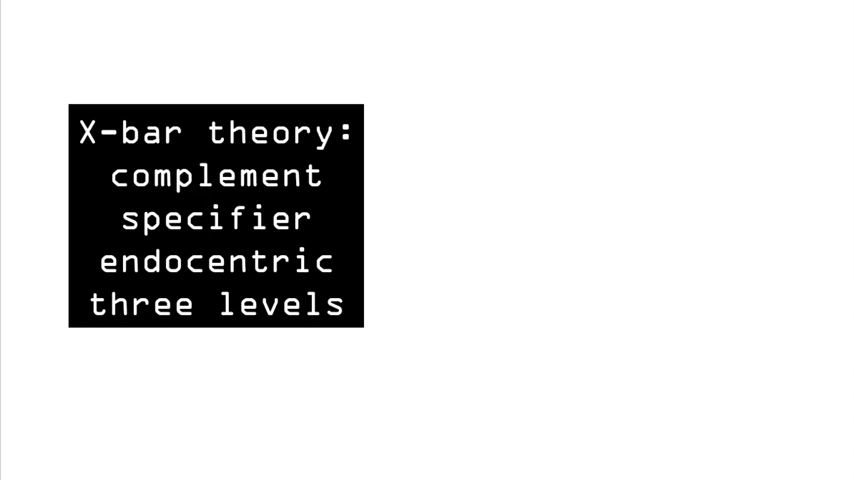 X-bar theory:
complement
specifier
endocentric
three levels